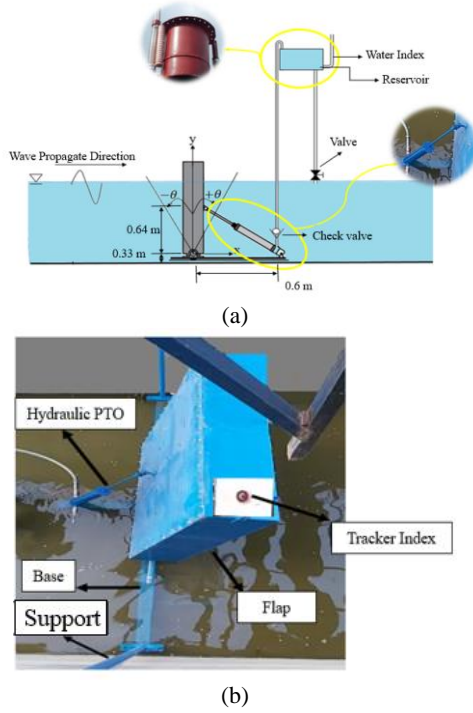 Water Index
Reservoir
y
Valve
Wave Propagate Direction
−θ +θ
0.64 m
x
Check valve
0.33 m
0.6 m
(a)
Hydraulic PTO
Tracker Index
Base
Flap
Support
(b)